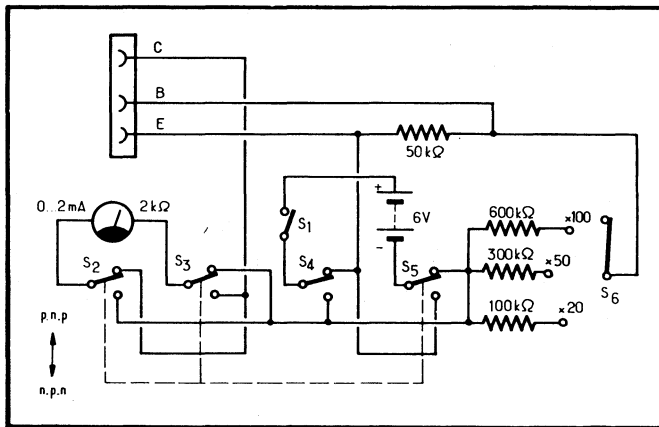 C
B
E
50kΩ
0...2mA 2kΩ
+
S1
6V
-
600kΩ ×100
S2 S3 S4 S5
300kΩ ×50
S6
100kΩ ×20
p.n.p
n.p.n